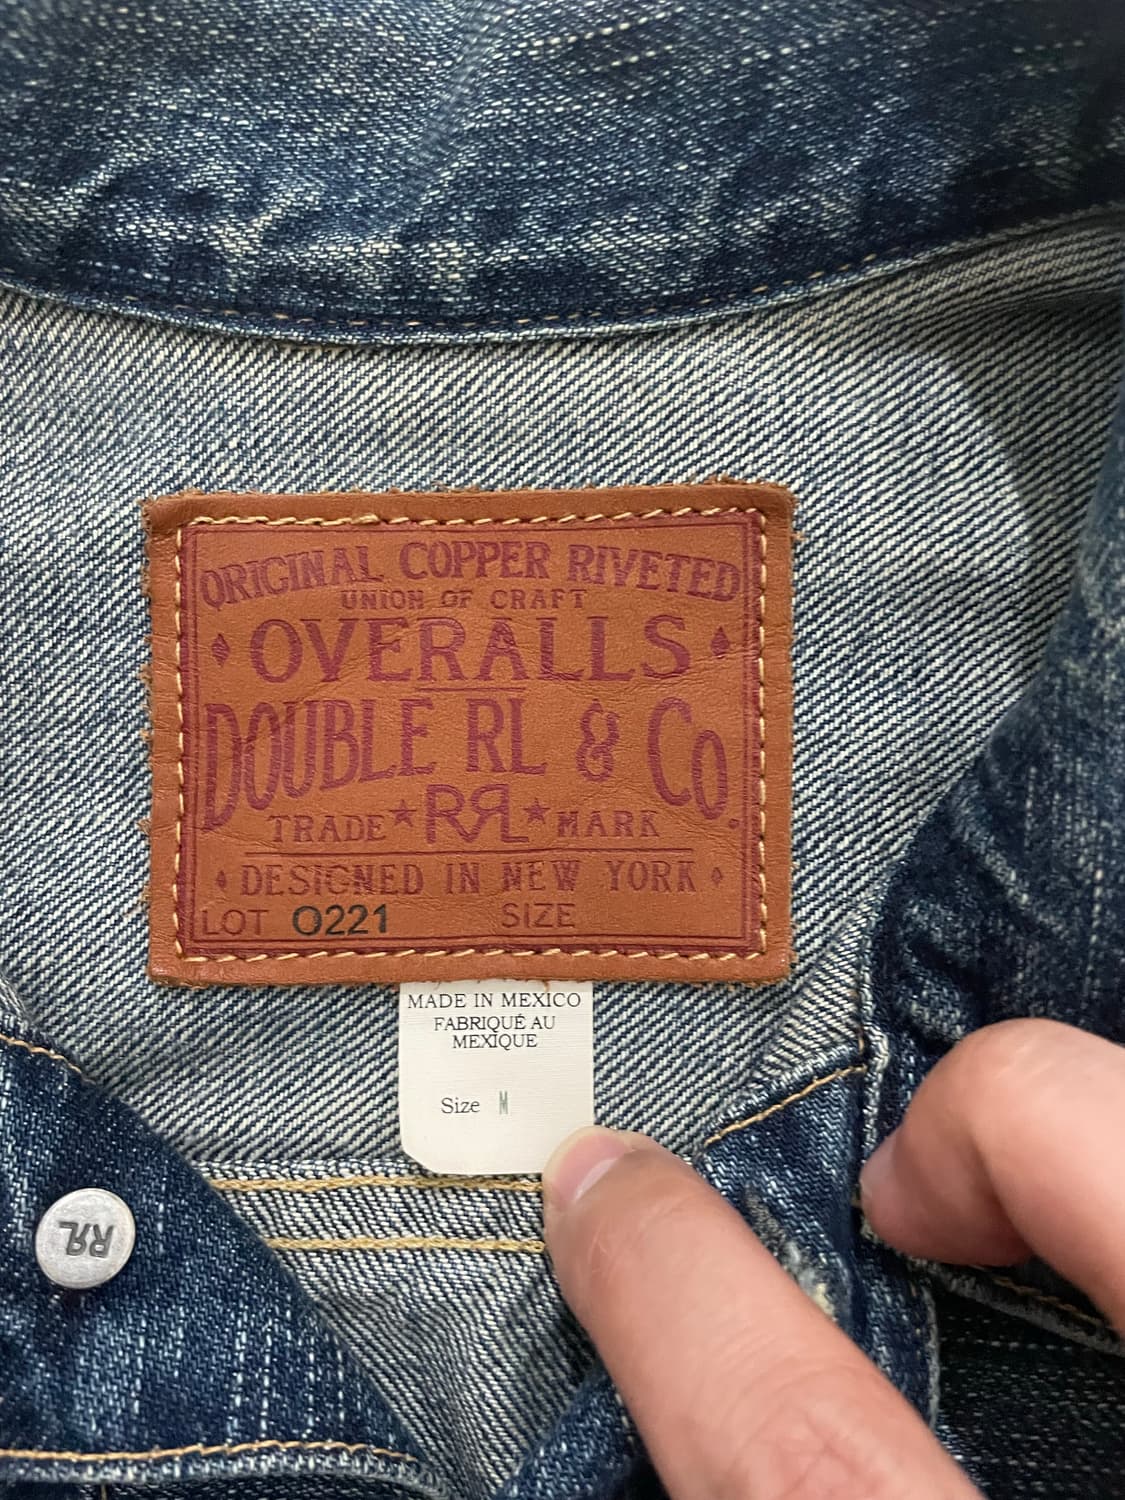 ORIGINAL COPPER RIVETED
UNION OF CRAFT
OVERALLS
DOUBLE RL & Co.
TRADE ★ RRL ★ MARK
DESIGNED IN NEW YORK
LOT 0221 SIZE
MADE IN MEXICO
FABRIQUÉ AU
MEXIQUE
Size M
RRL